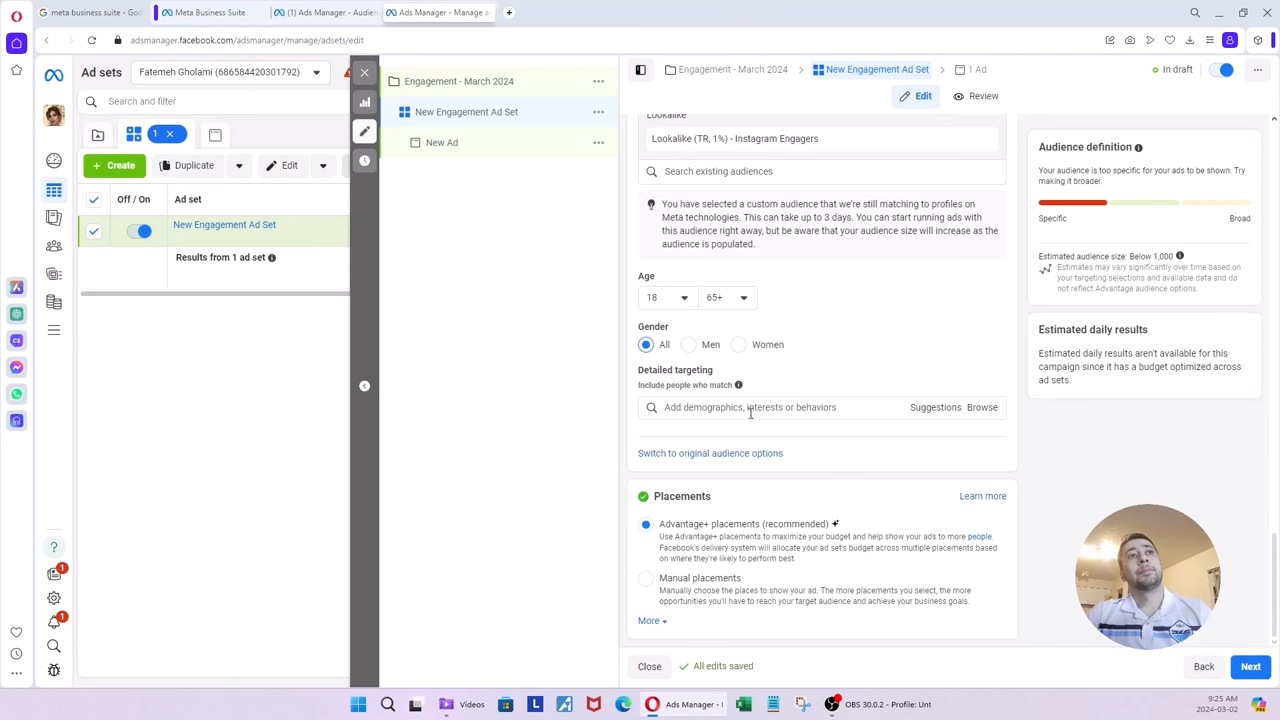 meta business suite - Goo
Meta Business Suite
(1) Ads Manager - Audien
Ads Manager - Manage a
adsmanager.facebook.com/adsmanager/manage/adsets/edit
Ad sets
Fatemeh Gholami (686584420301792)
Search and filter
1
+ Create
Duplicate
Edit
Off / On
Ad set
New Engagement Ad Set
Results from 1 ad set
?
1
1
Engagement - March 2024
New Engagement Ad Set
New Ad
Engagement - March 2024
New Engagement Ad Set
1 Ad
In draft
Edit
Review
Lookalike
Lookalike (TR, 1%) - Instagram Engagers
Search existing audiences
You have selected a custom audience that we're still matching to profiles on
Meta technologies. This can take up to 3 days. You can start running ads with
this audience right away, but be aware that your audience size will increase as the
audience is populated.
Age
18
65+
Gender
All
Men
Women
Detailed targeting
Include people who match
Add demographics, interests or behaviors
Suggestions
Browse
Switch to original audience options
Placements
Learn more
Advantage+ placements (recommended)
Use Advantage+ placements to maximize your budget and help show your ads to more people.
Facebook's delivery system will allocate your ad set's budget across multiple placements based
on where they're likely to perform best.
Manual placements
Manually choose the places to show your ad. The more placements you select, the more
opportunities you'll have to reach your target audience and achieve your business goals.
More
Close
All edits saved
Back
Next
Audience definition
Your audience is too specific for your ads to be shown. Try
making it broader.
Specific
Broad
Estimated audience size: Below 1,000
Estimates may vary significantly over time based on
your targeting selections and available data and do
not reflect Advantage audience options.
Estimated daily results
Estimated daily results aren't available for this
campaign since it has a budget optimized across
ad sets.
Videos
Ads Manager -
OBS 30.0.2 - Profile: Unt
9:25 AM
2024-03-02